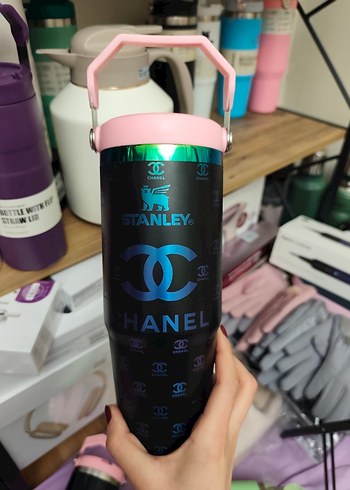 CHANEL
STANLEY
CHANEL
BOTTLE WITH FLIP
STRAW LID